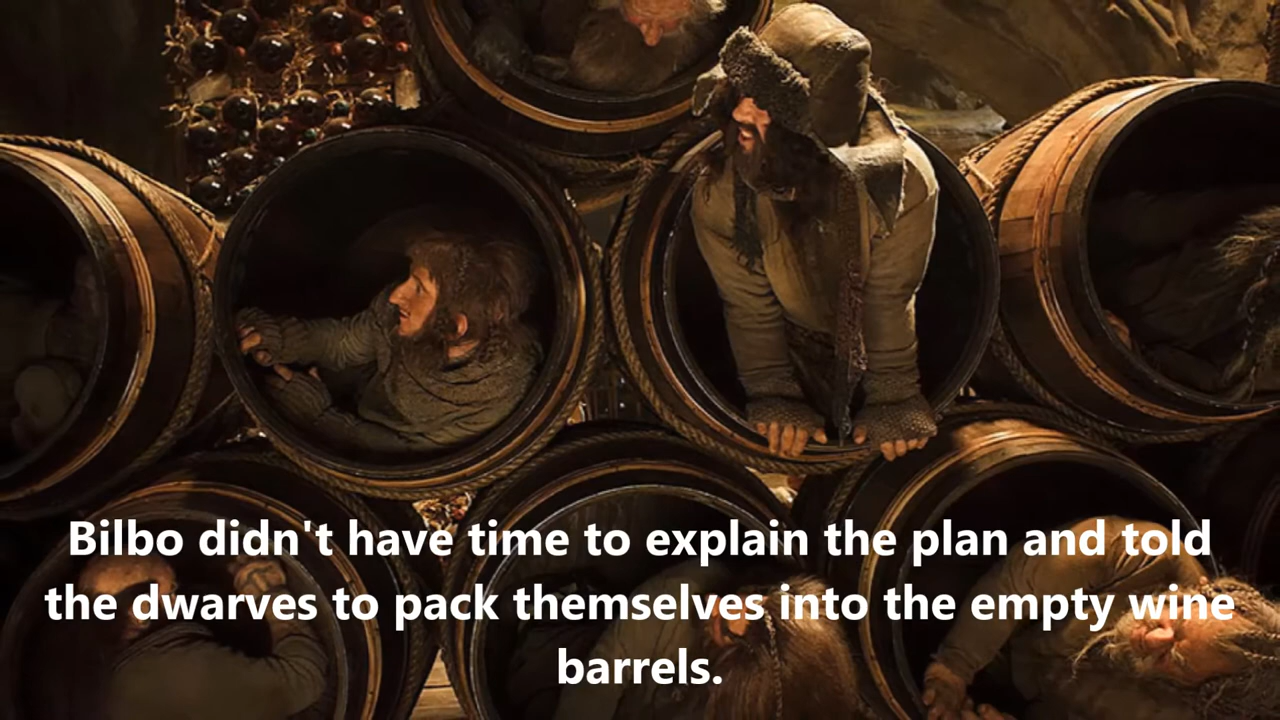 Bilbo didn't have time to explain the plan and told
the dwarves to pack themselves into the empty wine
barrels.